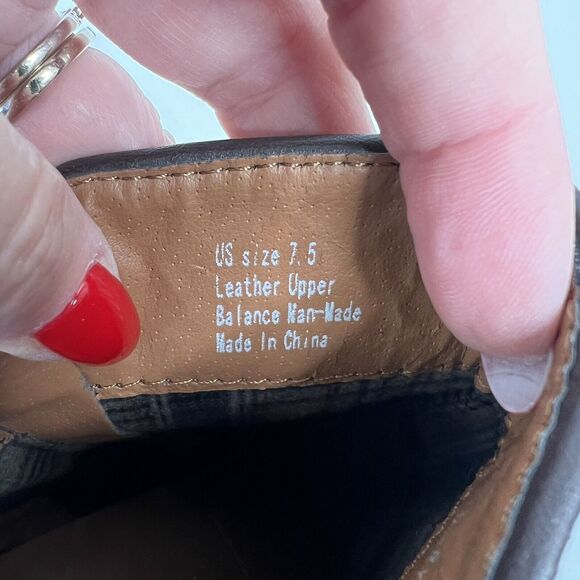 US size 7.5
Leather Upper
Balance Man-Made
Made In China